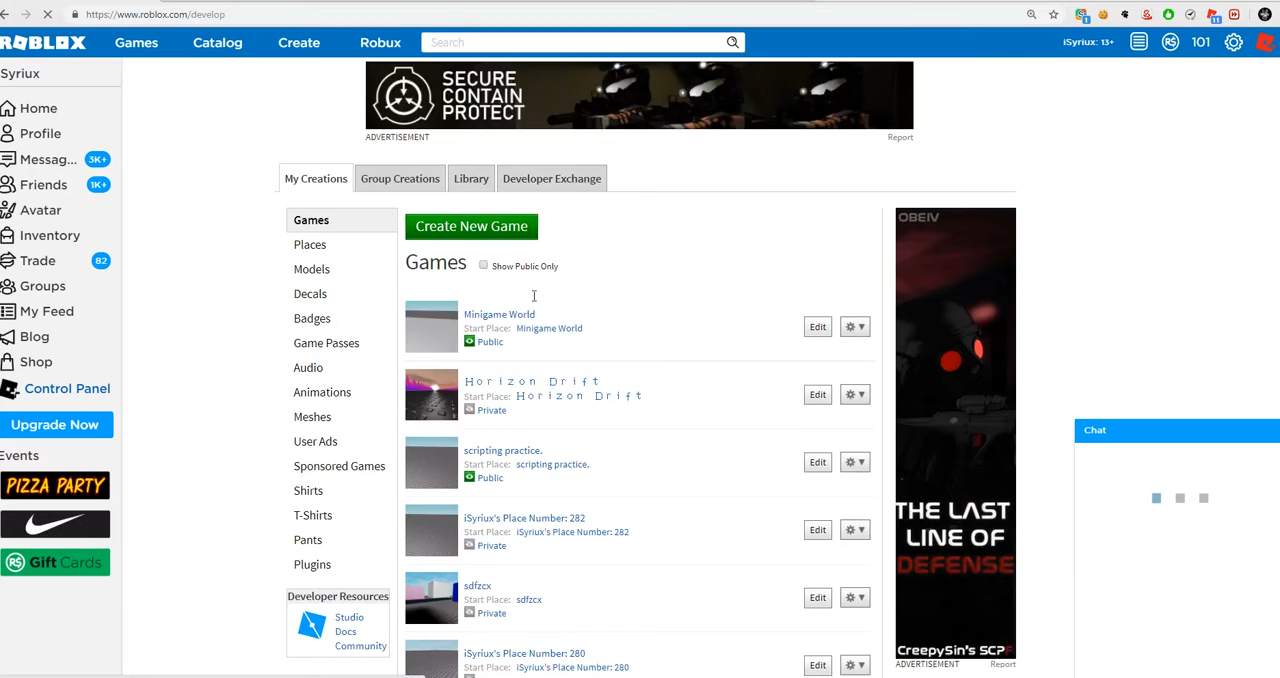 https://www.roblox.com/develop
1
11
ROBLOX
Games
Catalog
Create
Robux
Search
iSyriux: 13+
101
Syriux
Home
Profile
Messag... 3K+
Friends 1K+
Avatar
Inventory
Trade 82
Groups
My Feed
Blog
Shop
Control Panel
Upgrade Now
Events
PIZZA PARTY
Gift Cards
SECURE
CONTAIN
PROTECT
ADVERTISEMENT
Report
My Creations
Group Creations
Library
Developer Exchange
Games
Places
Models
Decals
Badges
Game Passes
Audio
Animations
Meshes
User Ads
Sponsored Games
Shirts
T-Shirts
Pants
Plugins
Developer Resources
Studio
Docs
Community
Create New Game
Games
Show Public Only
Minigame World
Start Place: Minigame World
Public
Edit
Ｈｏｒｉｚｏｎ Ｄｒｉｆｔ
Start Place: Ｈｏｒｉｚｏｎ Ｄｒｉｆｔ
Private
Edit
scripting practice.
Start Place: scripting practice.
Public
Edit
iSyriux's Place Number: 282
Start Place: iSyriux's Place Number: 282
Private
Edit
sdfzcx
Start Place: sdfzcx
Private
Edit
iSyriux's Place Number: 280
Start Place: iSyriux's Place Number: 280
Edit
OBEIV
THE LAST
LINE OF
DEFENSE
CreepySin's SCPF
ADVERTISEMENT
Report
Chat